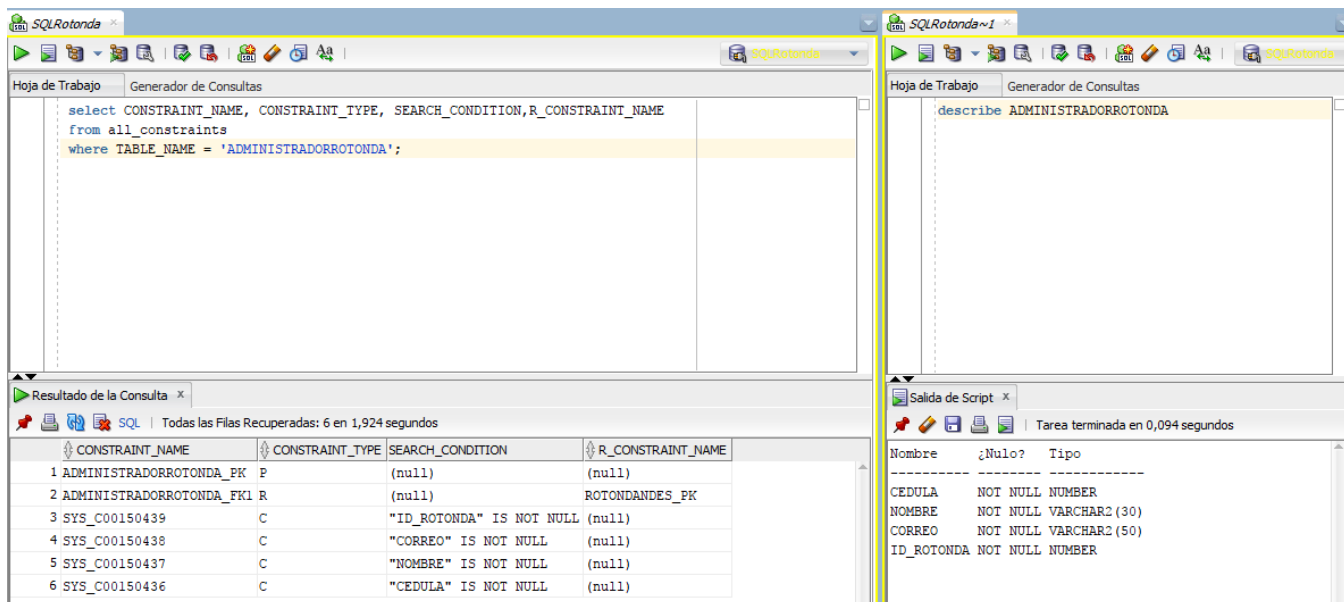 SQLRotonda
Hoja de Trabajo Generador de Consultas
select CONSTRAINT_NAME, CONSTRAINT_TYPE, SEARCH_CONDITION,R_CONSTRAINT_NAME
from all_constraints
where TABLE_NAME = 'ADMINISTRADORROTONDA';
Resultado de la Consulta x
SQL | Todas las Filas Recuperadas: 6 en 1,924 segundos
CONSTRAINT_NAME CONSTRAINT_TYPE SEARCH_CONDITION R_CONSTRAINT_NAME
1 ADMINISTRADORROTONDA_PK P (null) (null)
2 ADMINISTRADORROTONDA_FK1 R (null) ROTONDANDES_PK
3 SYS_C00150439 C "ID_ROTONDA" IS NOT NULL (null)
4 SYS_C00150438 C "CORREO" IS NOT NULL (null)
5 SYS_C00150437 C "NOMBRE" IS NOT NULL (null)
6 SYS_C00150436 C "CEDULA" IS NOT NULL (null)
SQLRotonda~1
Hoja de Trabajo Generador de Consultas
describe ADMINISTRADORROTONDA
Salida de Script x
Tarea terminada en 0,094 segundos
Nombre ¿Nulo? Tipo
---------- -------- ------------
CEDULA NOT NULL NUMBER
NOMBRE NOT NULL VARCHAR2(30)
CORREO NOT NULL VARCHAR2(50)
ID_ROTONDA NOT NULL NUMBER